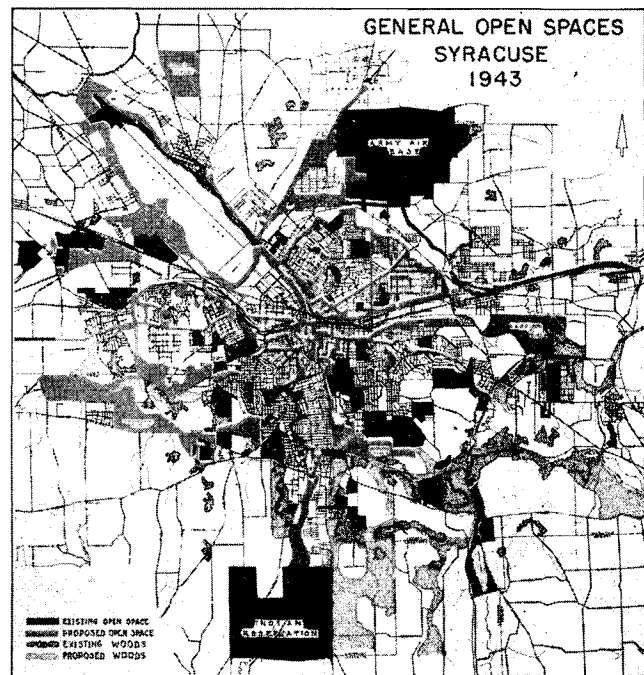 GENERAL OPEN SPACES
SYRACUSE
1943
ARMY AIR
BASE
INDIAN
RESERVATION
EXISTING OPEN SPACE
PROPOSED OPEN SPACE
EXISTING WOODS
PROPOSED WOODS